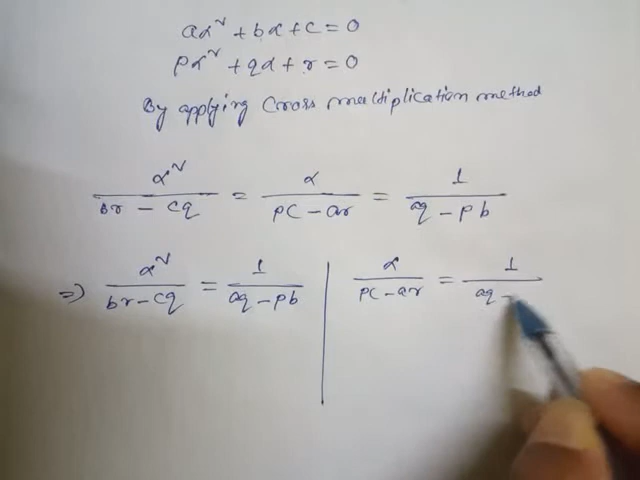 aα² + bα + c = 0
pα² + qα + r = 0
By applying Cross multiplication method
α²/(br - cq) = α/(pc - ar) = 1/(aq - pb)
⇒) α²/(br - cq) = 1/(aq - pb) | α/(pc - ar) = 1/(aq -